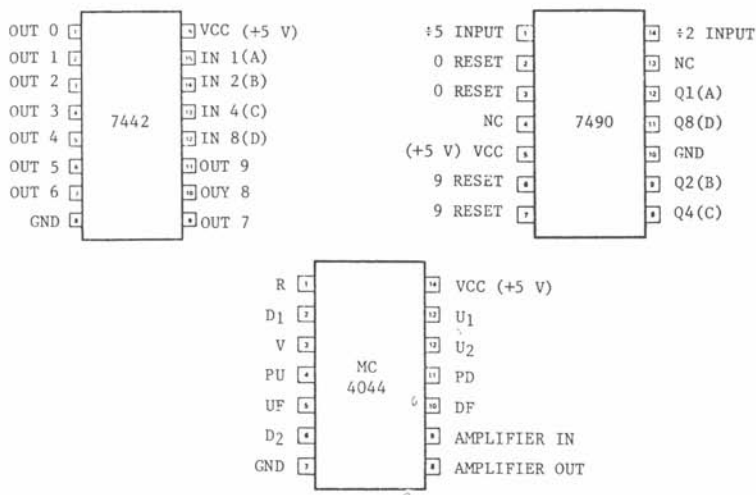 OUT 0 1 VCC (+5 V)
OUT 1 2 15 IN 1(A)
OUT 2 3 14 IN 2(B)
OUT 3 4 13 IN 4(C)
7442
OUT 4 5 12 IN 8(D)
OUT 5 6 11 OUT 9
OUT 6 7 10 OUY 8
GND 8 9 OUT 7
÷5 INPUT 1 14 ÷2 INPUT
0 RESET 2 13 NC
0 RESET 3 12 Q1(A)
NC 4 7490 11 Q8(D)
(+5 V) VCC 5 10 GND
9 RESET 6 9 Q2(B)
9 RESET 7 8 Q4(C)
R 1 14 VCC (+5 V)
D1 2 13 U1
V 3 12 U2
MC
PU 4 11 PD
4044
UF 5 10 DF
D2 6 9 AMPLIFIER IN
GND 7 8 AMPLIFIER OUT